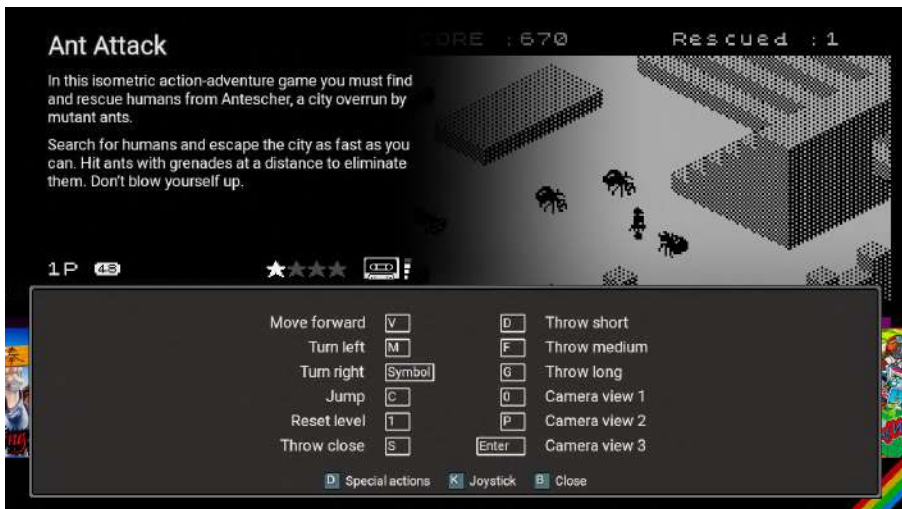 Ant Attack
CORE :670 Rescued :1
In this isometric action-adventure game you must find
and rescue humans from Antescher, a city overrun by
mutant ants.
Search for humans and escape the city as fast as you
can. Hit ants with grenades at a distance to eliminate
them. Don't blow yourself up.
1P 48
Move forward V D Throw short
Turn left M F Throw medium
Turn right Symbol G Throw long
Jump C 0 Camera view 1
Reset level 1 P Camera view 2
Throw close S Enter Camera view 3
D Special actions K Joystick B Close